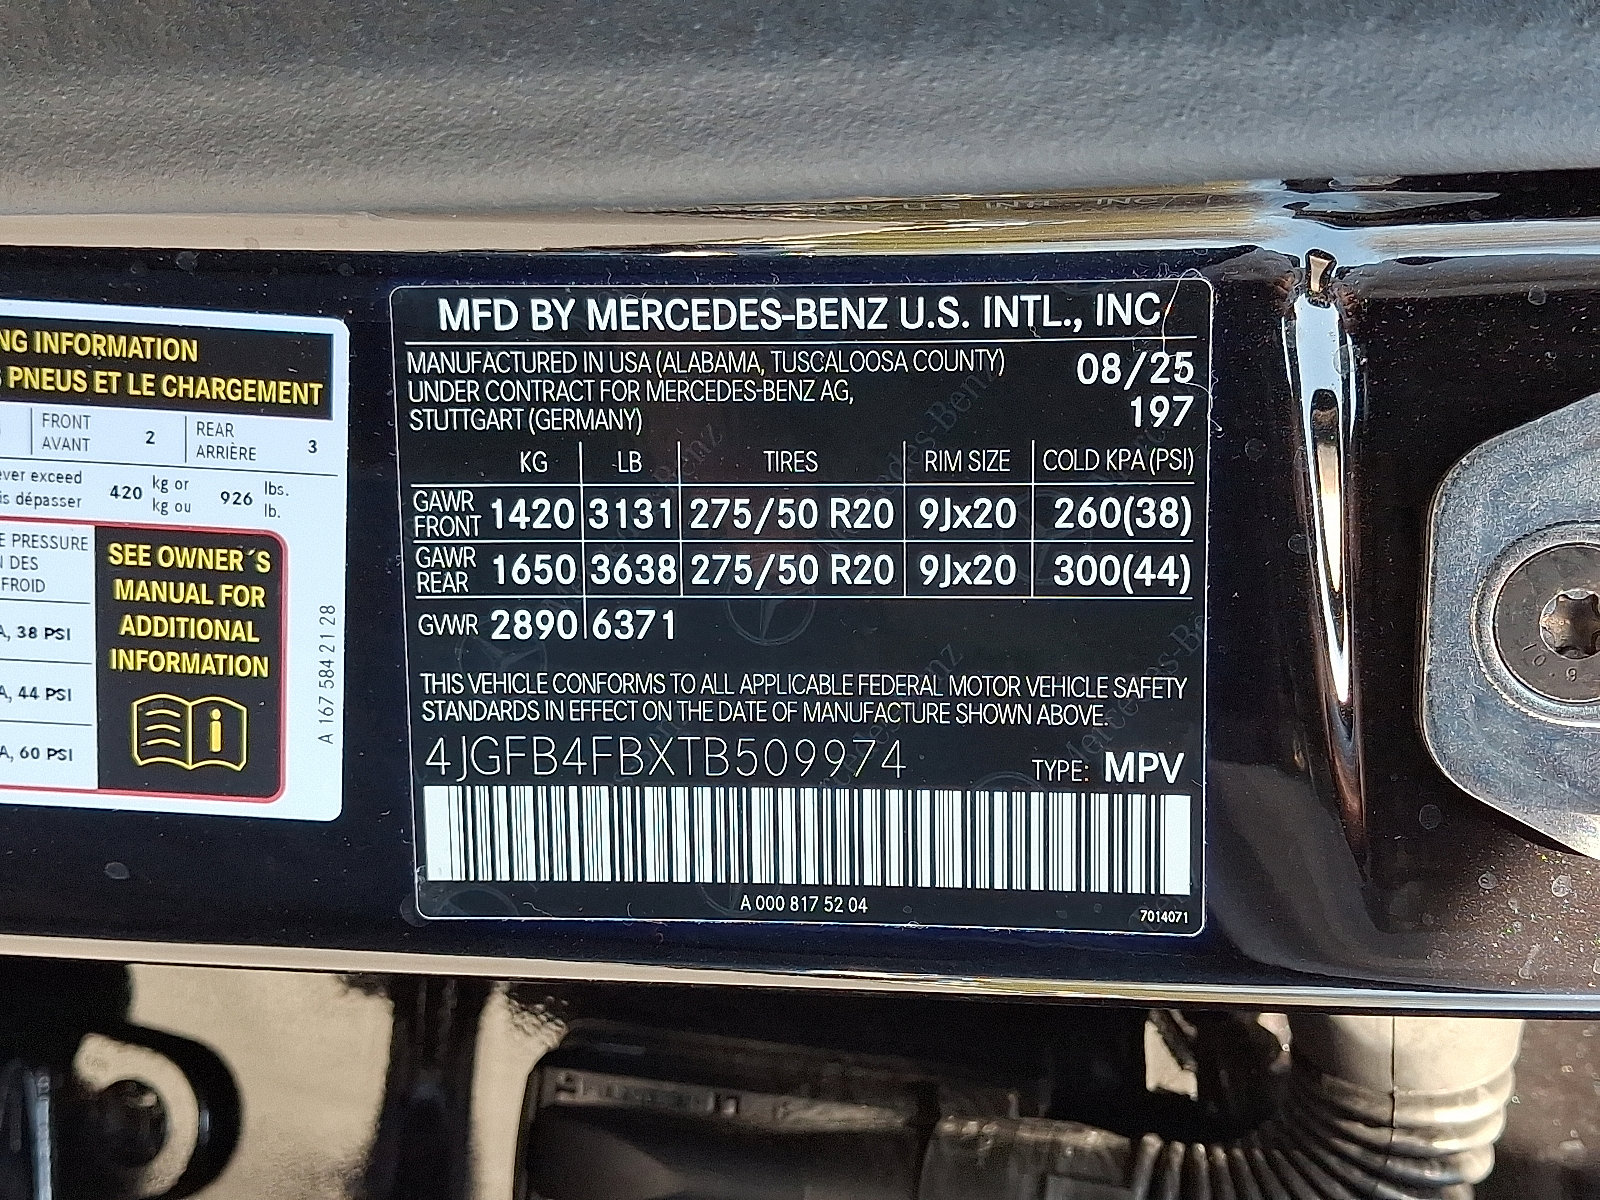 NG INFORMATION
PNEUS ET LE CHARGEMENT
FRONT
AVANT
2
REAR
ARRIÈRE
3
ever exceed
is dépasser
420
kg or
kg ou
926
lbs.
lb.
E PRESSURE
N DES
FROID
A, 38 PSI
A, 44 PSI
A, 60 PSI
SEE OWNER´S
MANUAL FOR
ADDITIONAL
INFORMATION
A 167 584 21 28
MFD BY MERCEDES-BENZ U.S. INTL., INC.
MANUFACTURED IN USA (ALABAMA, TUSCALOOSA COUNTY)
UNDER CONTRACT FOR MERCEDES-BENZ AG,
STUTTGART (GERMANY)
08/25
197
KG LB TIRES RIM SIZE COLD KPA (PSI)
GAWR FRONT 1420 3131 275/50 R20 9Jx20 260(38)
GAWR REAR 1650 3638 275/50 R20 9Jx20 300(44)
GVWR 2890 6371
THIS VEHICLE CONFORMS TO ALL APPLICABLE FEDERAL MOTOR VEHICLE SAFETY
STANDARDS IN EFFECT ON THE DATE OF MANUFACTURE SHOWN ABOVE.
4JGFB4FBXTB509974
TYPE: MPV
A 000 817 52 04
7014071